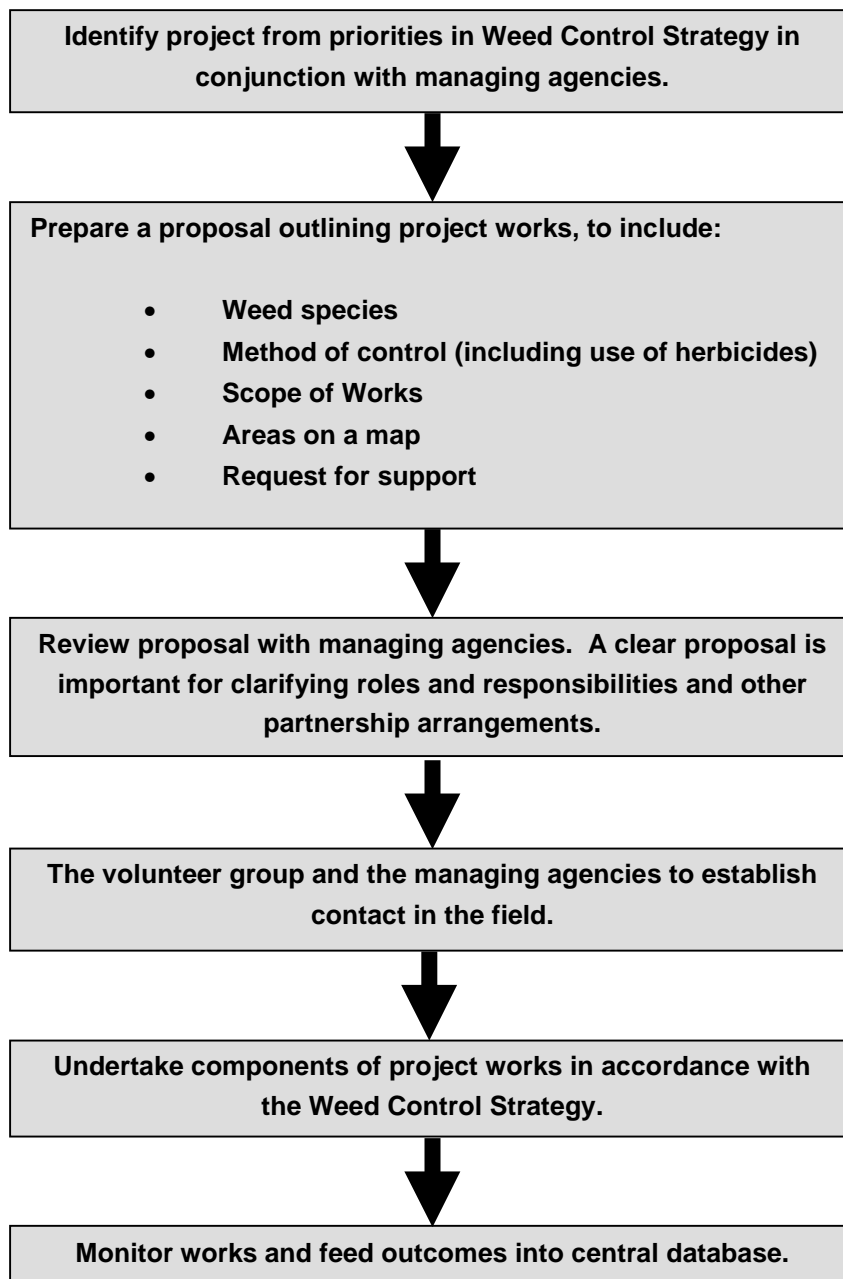 Identify project from priorities in Weed Control Strategy in
conjunction with managing agencies.
Prepare a proposal outlining project works, to include:
• Weed species
• Method of control (including use of herbicides)
• Scope of Works
• Areas on a map
• Request for support
Review proposal with managing agencies.  A clear proposal is
important for clarifying roles and responsibilities and other
partnership arrangements.
The volunteer group and the managing agencies to establish
contact in the field.
Undertake components of project works in accordance with
the Weed Control Strategy.
Monitor works and feed outcomes into central database.